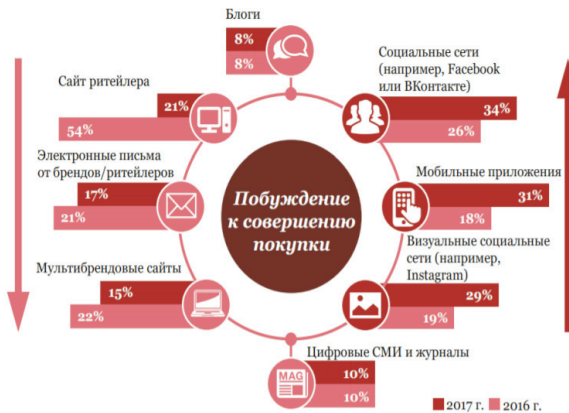 Блоги
8%
8%
Социальные сети
(например, Facebook
или ВКонтакте)
34%
26%
Мобильные приложения
31%
18%
Визуальные социальные
сети (например,
Instagram)
29%
19%
Цифровые СМИ и журналы
MAG
10%
10%
Мультибрендовые сайты
15%
22%
Электронные письма
от брендов/ритейлеров
17%
21%
Сайт ритейлера
21%
54%
Побуждение
к совершению
покупки
2017 г.
2016 г.